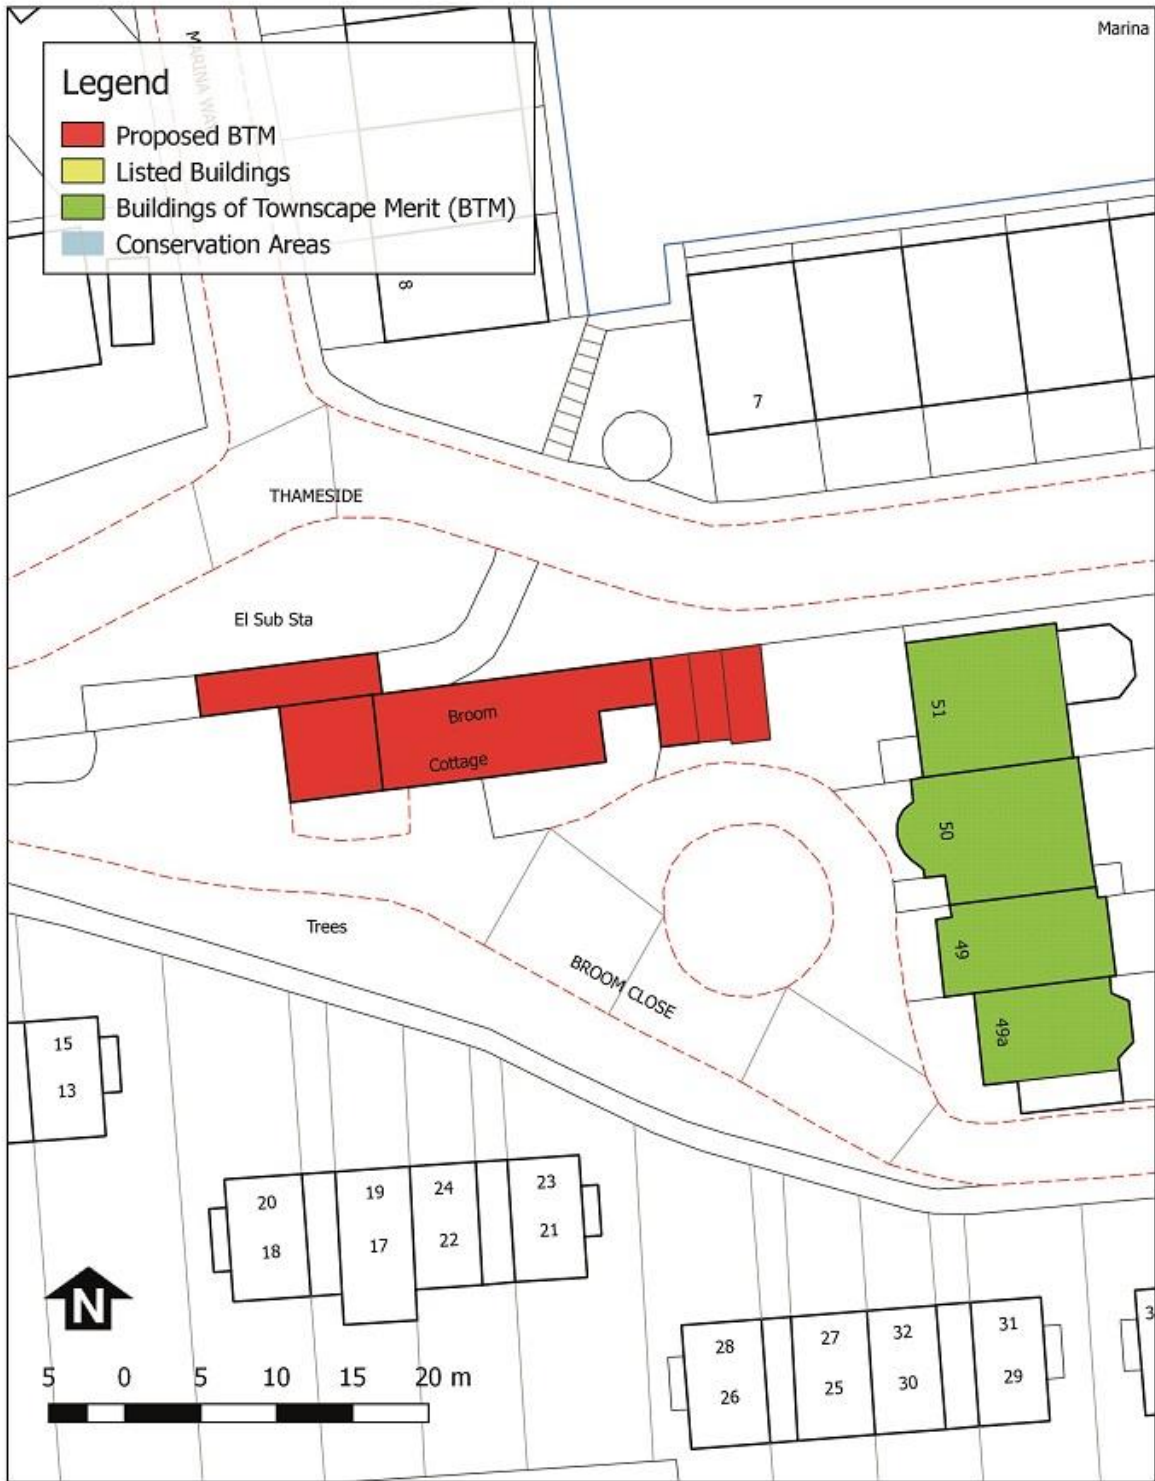 Marina
MARINA WAY
Legend
Proposed BTM
Listed Buildings
Buildings of Townscape Merit (BTM)
Conservation Areas
8
7
THAMESIDE
El Sub Sta
Broom
Cottage
51
50
49
49a
Trees
BROOM CLOSE
15
13
20
18
19
17
24
22
23
21
28
26
27
25
32
30
31
29
N
5 0 5 10 15 20 m